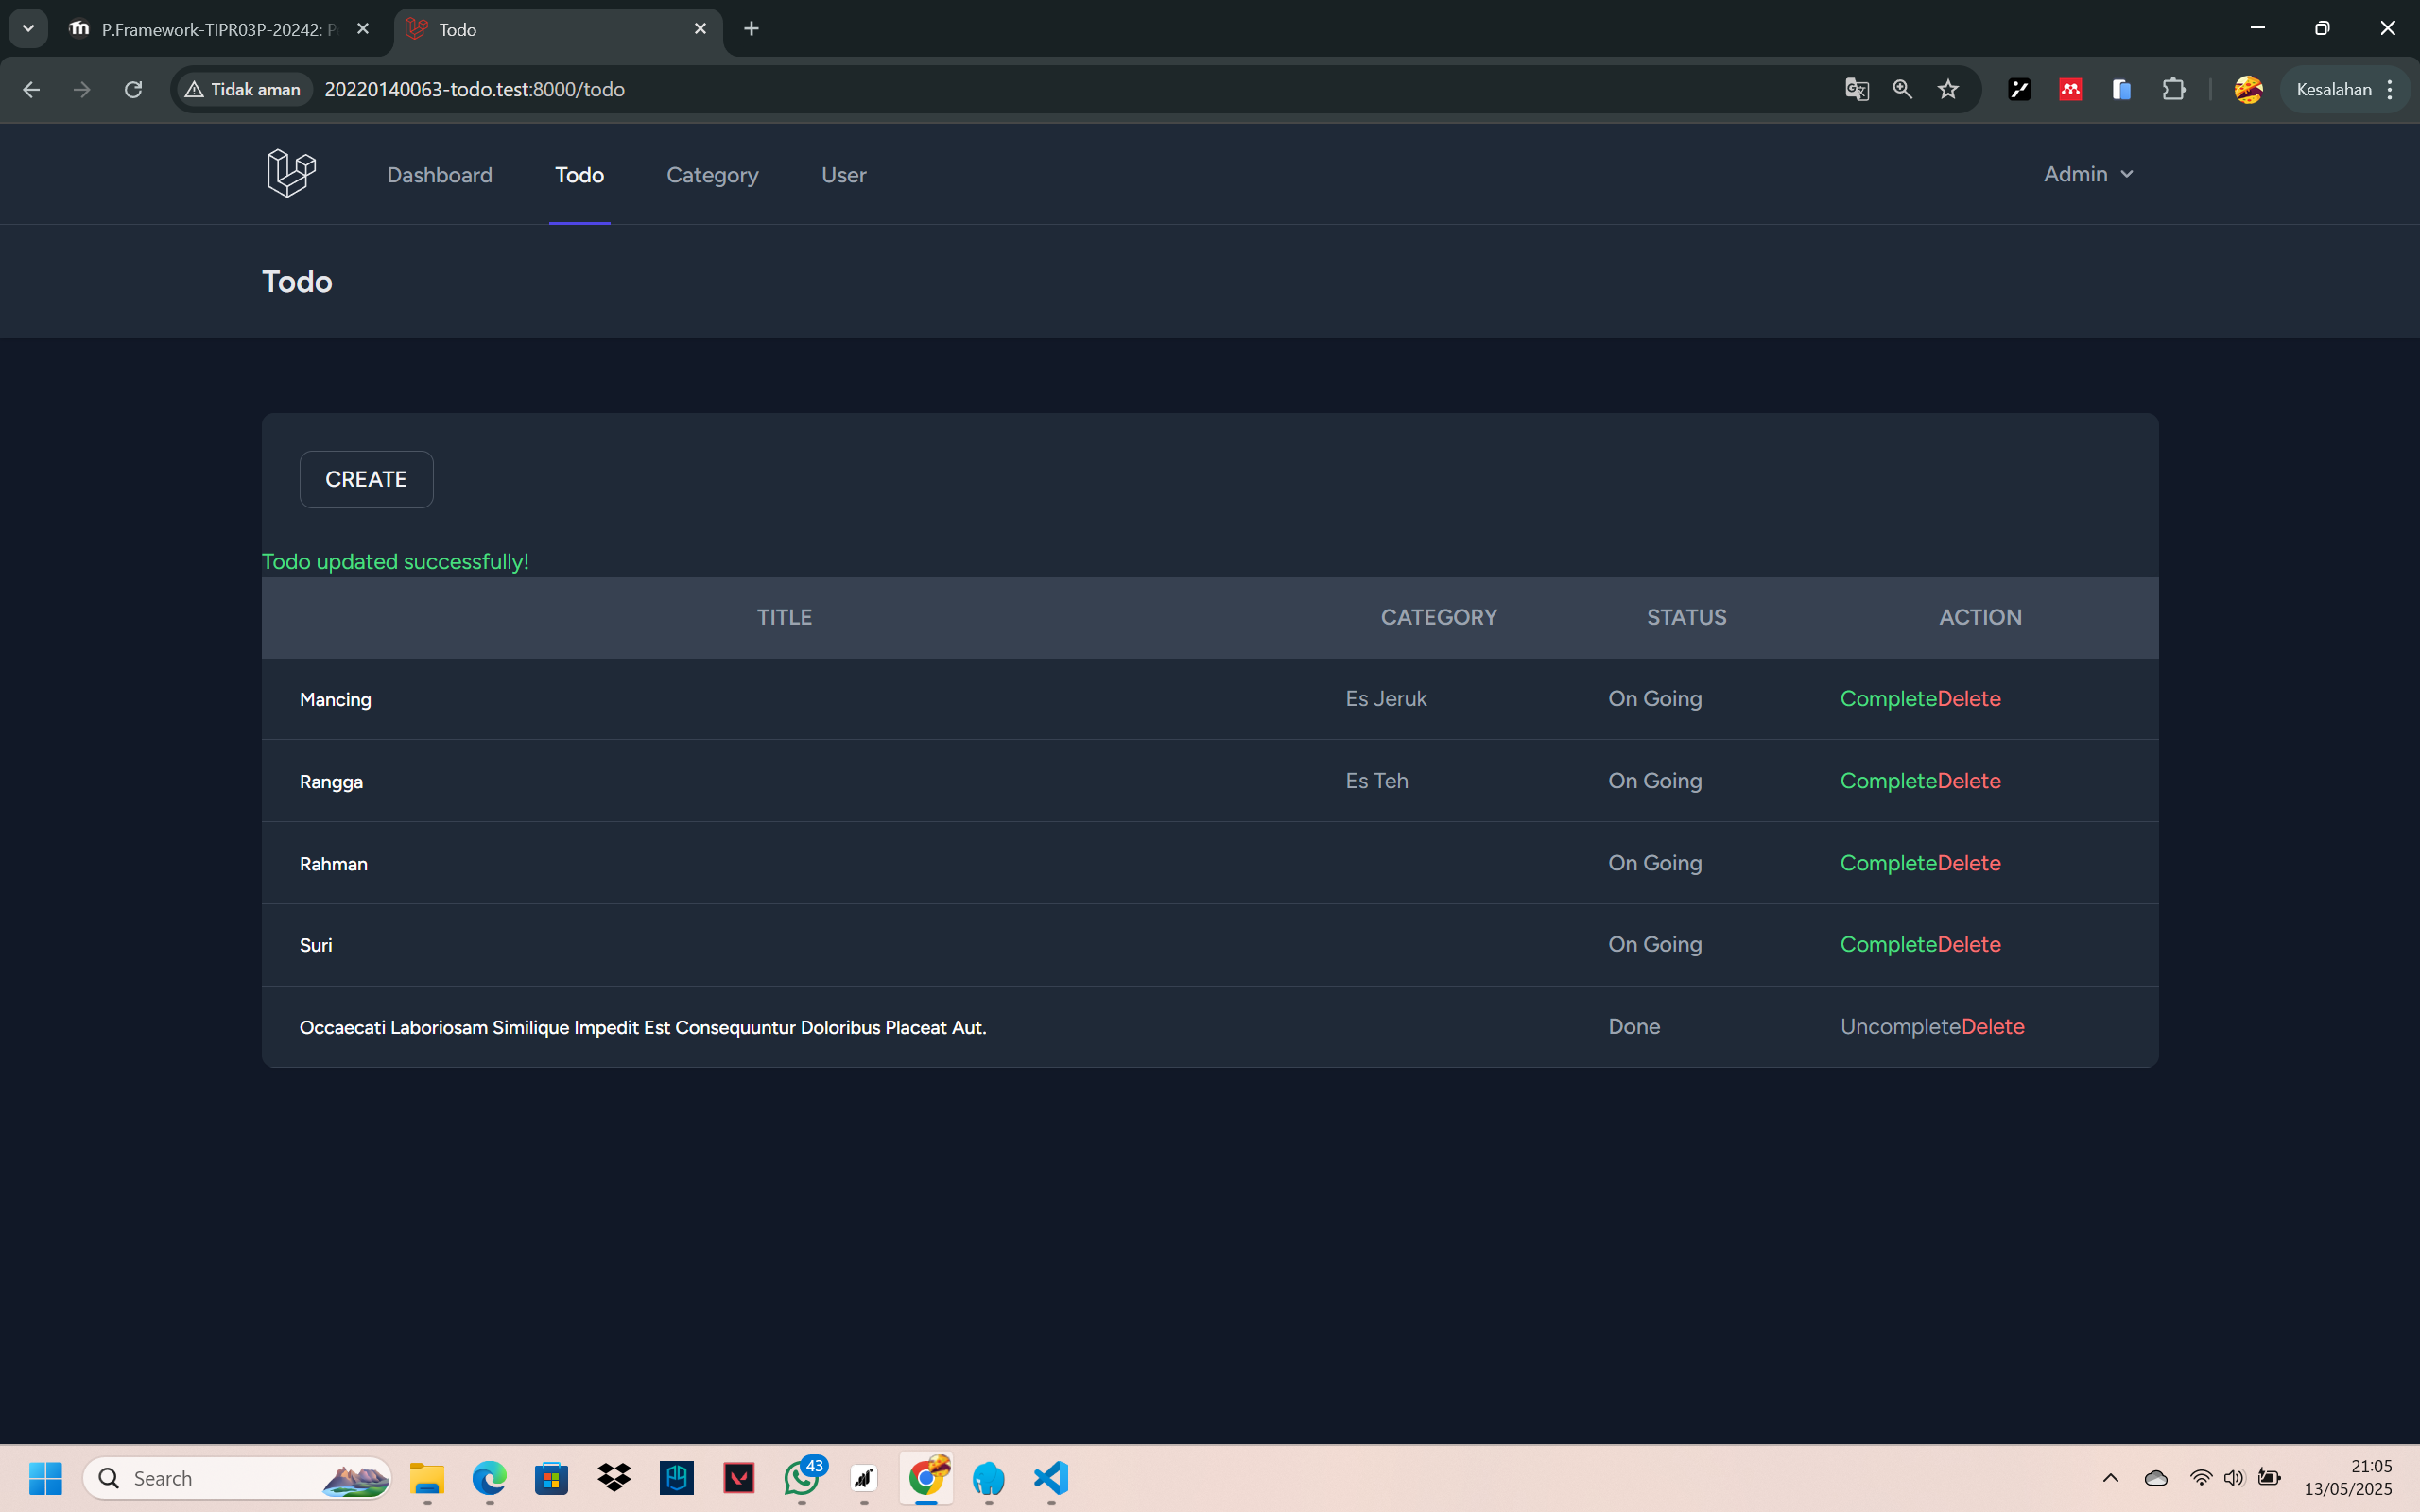 P.Framework-TIPR03P-20242:
Todo
Tidak aman
20220140063-todo.test:8000/todo
Kesalahan
Dashboard
Todo
Category
User
Admin
Todo
CREATE
Todo updated successfully!
TITLE CATEGORY STATUS ACTION
Mancing Es Jeruk On Going CompleteDelete
Rangga Es Teh On Going CompleteDelete
Rahman On Going CompleteDelete
Suri On Going CompleteDelete
Occaecati Laboriosam Similique Impedit Est Consequuntur Doloribus Placeat Aut. Done UncompleteDelete
Search
43
21:05
13/05/2025